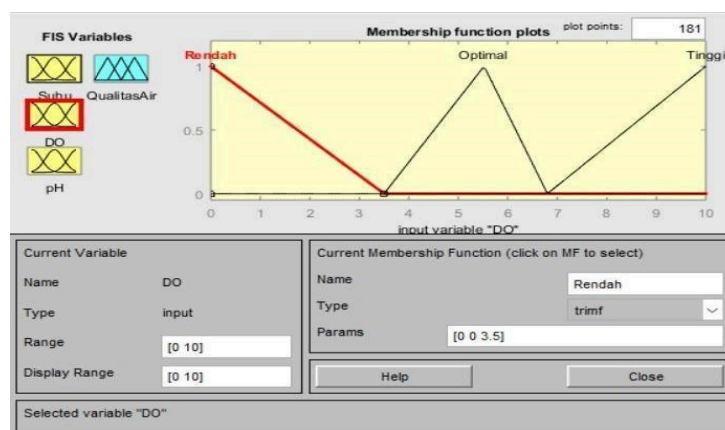 FIS Variables
Membership function plots
plot points:
181
Suhu
QualitasAir
DO
pH
Rendah
Optimal
Tinggi
1
0.5
0
0 1 2 3 4 5 6 7 8 9 10
input variable "DO"
Current Variable
Name DO
Type input
Range [0 10]
Display Range [0 10]
Current Membership Function (click on MF to select)
Name Rendah
Type trimf
Params [0 0 3.5]
Help Close
Selected variable "DO"